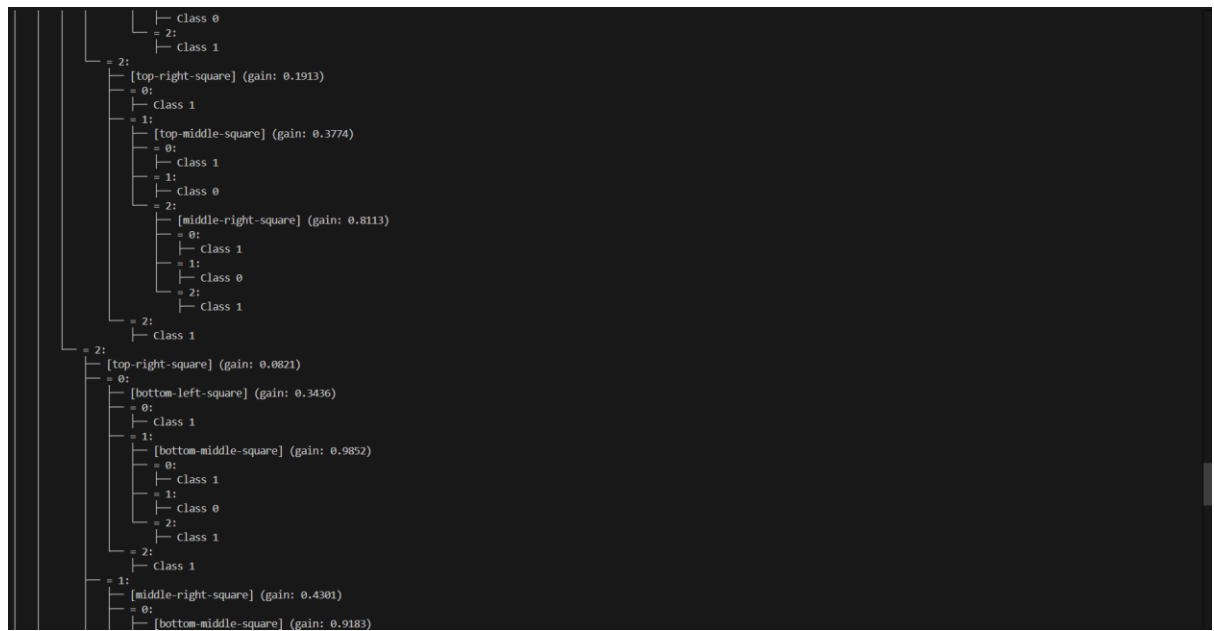 ├── Class 0
└── = 2:
├── Class 1
└── = 2:
├── [top-right-square] (gain: 0.1913)
├── = 0:
├── Class 1
├── = 1:
├── [top-middle-square] (gain: 0.3774)
├── = 0:
├── Class 1
├── = 1:
├── Class 0
└── = 2:
├── [middle-right-square] (gain: 0.8113)
├── = 0:
├── Class 1
├── = 1:
├── Class 0
└── = 2:
├── Class 1
└── = 2:
├── Class 1
└── = 2:
├── [top-right-square] (gain: 0.0821)
├── = 0:
├── [bottom-left-square] (gain: 0.3436)
├── = 0:
├── Class 1
├── = 1:
├── [bottom-middle-square] (gain: 0.9852)
├── = 0:
├── Class 1
├── = 1:
├── Class 0
└── = 2:
├── Class 1
└── = 2:
├── Class 1
├── = 1:
├── [middle-right-square] (gain: 0.4301)
├── = 0:
├── [bottom-middle-square] (gain: 0.9183)